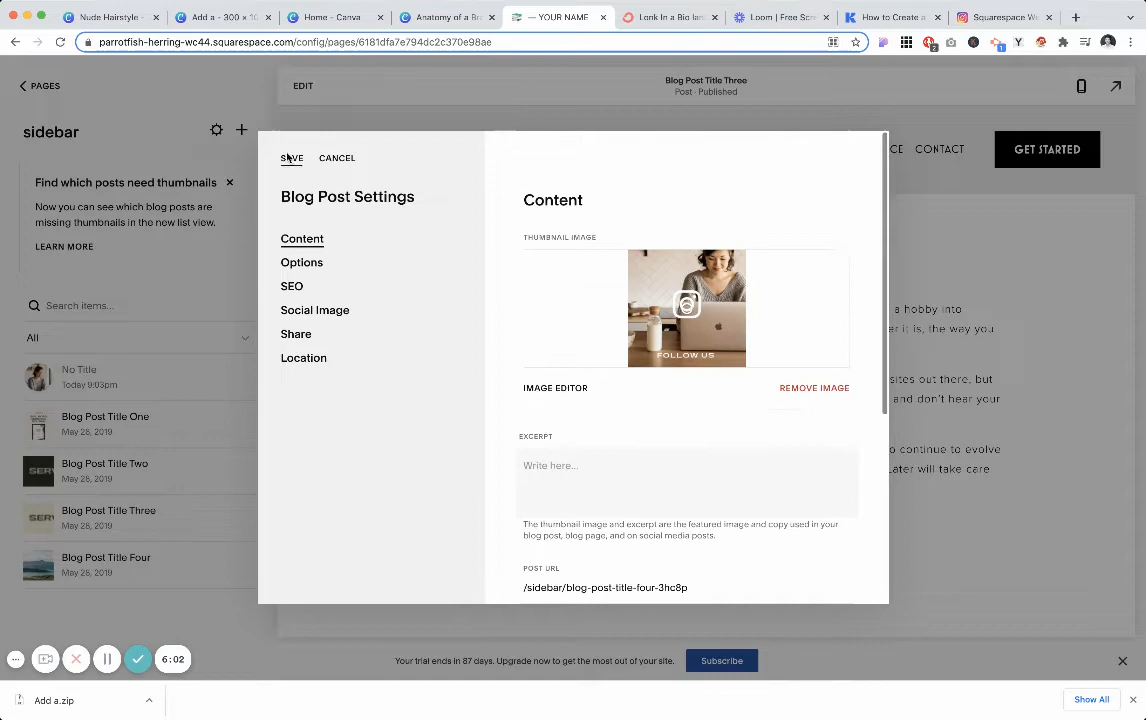 Nude Hairstyle -
Add a - 300 × 10
Home - Canva
Anatomy of a Bre
— YOUR NAME
Lonk In a Bio lan
Loom | Free Scr
How to Create a
Squarespace We
parrotfish-herring-wc44.squarespace.com/config/pages/6181dfa7e794dc2c370e98ae
PAGES
EDIT
Blog Post Title Three
Post · Published
sidebar
Find which posts need thumbnails
Now you can see which blog posts are
missing thumbnails in the new list view.
LEARN MORE
Search items...
All
No Title
Today 9:03pm
Blog Post Title One
May 28, 2019
Blog Post Title Two
May 28, 2019
SERV
Blog Post Title Three
May 28, 2019
SERV
Blog Post Title Four
May 28, 2019
SAVE
CANCEL
Blog Post Settings
Content
Options
SEO
Social Image
Share
Location
Content
THUMBNAIL IMAGE
FOLLOW US
IMAGE EDITOR
REMOVE IMAGE
EXCERPT
Write here...
The thumbnail image and excerpt are the featured image and copy used in your
blog post, blog page, and on social media posts.
POST URL
/sidebar/blog-post-title-four-3hc8p
CE CONTACT
GET STARTED
a hobby into
er it is, the way you
sites out there, but
and don't hear your
o continue to evolve
Later will take care
6:02
Your trial ends in 87 days. Upgrade now to get the most out of your site.
Subscribe
Add a.zip
Show All